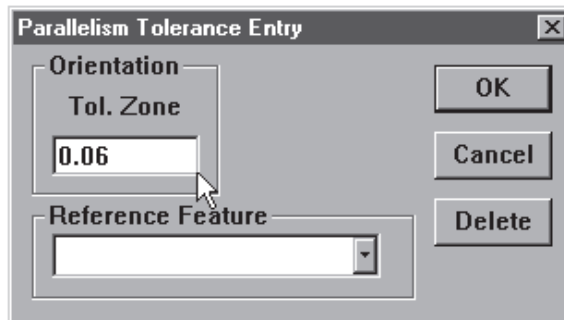 Parallelism Tolerance Entry
Orientation
Tol. Zone
0.06
Reference Feature
OK
Cancel
Delete